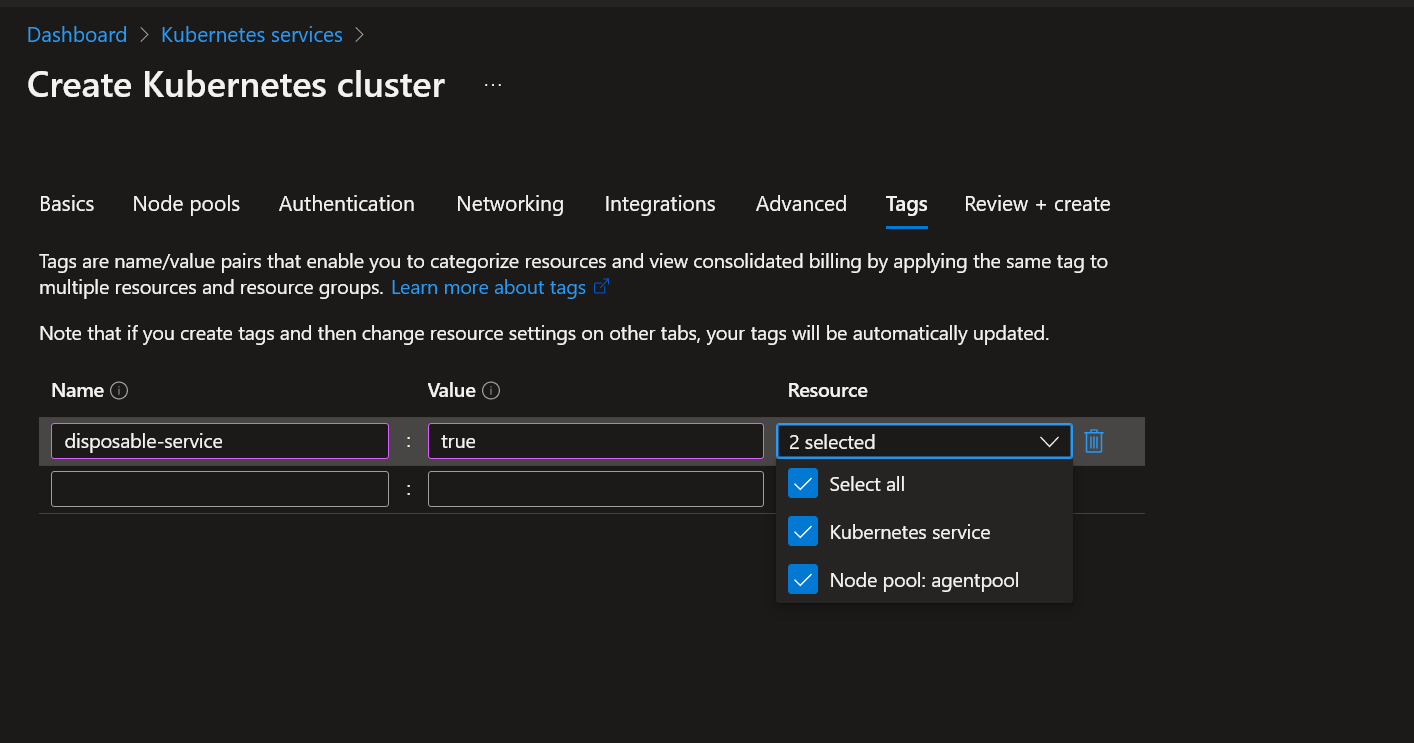 Dashboard > Kubernetes services >
Create Kubernetes cluster ...
Basics Node pools Authentication Networking Integrations Advanced Tags Review + create
Tags are name/value pairs that enable you to categorize resources and view consolidated billing by applying the same tag to
multiple resources and resource groups. Learn more about tags
Note that if you create tags and then change resource settings on other tabs, your tags will be automatically updated.
Name Value Resource
disposable-service : true 2 selected
:
Select all
Kubernetes service
Node pool: agentpool